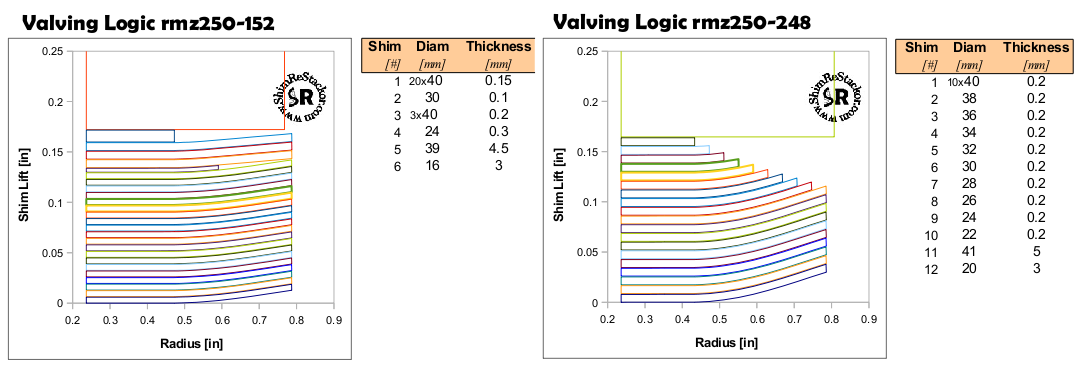 Valving Logic rmz250-152
0.25
0.2
0.15
0.1
0.05
0
0.2 0.3 0.4 0.5 0.6 0.7 0.8 0.9
Shim Lift [in]
Radius [in]
www.ShimReStackor.com
SR
Shim Diam Thickness
[#] [mm] [mm]
1 20x40 0.15
2 30 0.1
3 3x40 0.2
4 24 0.3
5 39 4.5
6 16 3
Valving Logic rmz250-248
0.25
0.2
0.15
0.1
0.05
0
0.2 0.3 0.4 0.5 0.6 0.7 0.8 0.9
Shim Lift [in]
Radius [in]
www.ShimReStackor.com
SR
Shim Diam Thickness
[#] [mm] [mm]
1 10x40 0.2
2 38 0.2
3 36 0.2
4 34 0.2
5 32 0.2
6 30 0.2
7 28 0.2
8 26 0.2
9 24 0.2
10 22 0.2
11 41 5
12 20 3